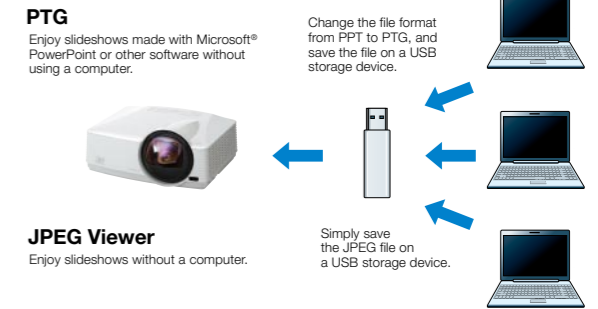 PTG
Enjoy slideshows made with Microsoft®
PowerPoint or other software without
using a computer.
Change the file format
from PPT to PTG, and
save the file on a USB
storage device.
JPEG Viewer
Enjoy slideshows without a computer.
Simply save
the JPEG file on
a USB storage device.